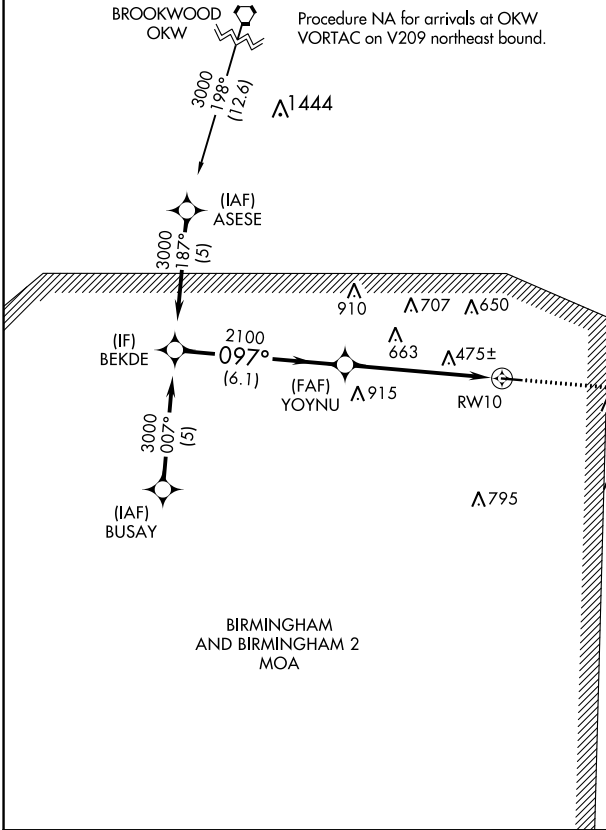 BROOKWOOD
OKW
Procedure NA for arrivals at OKW
VORTAC on V209 northeast bound.
3000
198°
(12.6)
1444
(IAF)
ASESE
3000
187°
(5)
910
707
650
(IF)
BEKDE
2100
097°
(6.1)
663
475±
(FAF)
YOYNU
915
RW10
3000
007°
(5)
(IAF)
BUSAY
795
BIRMINGHAM
AND BIRMINGHAM 2
MOA